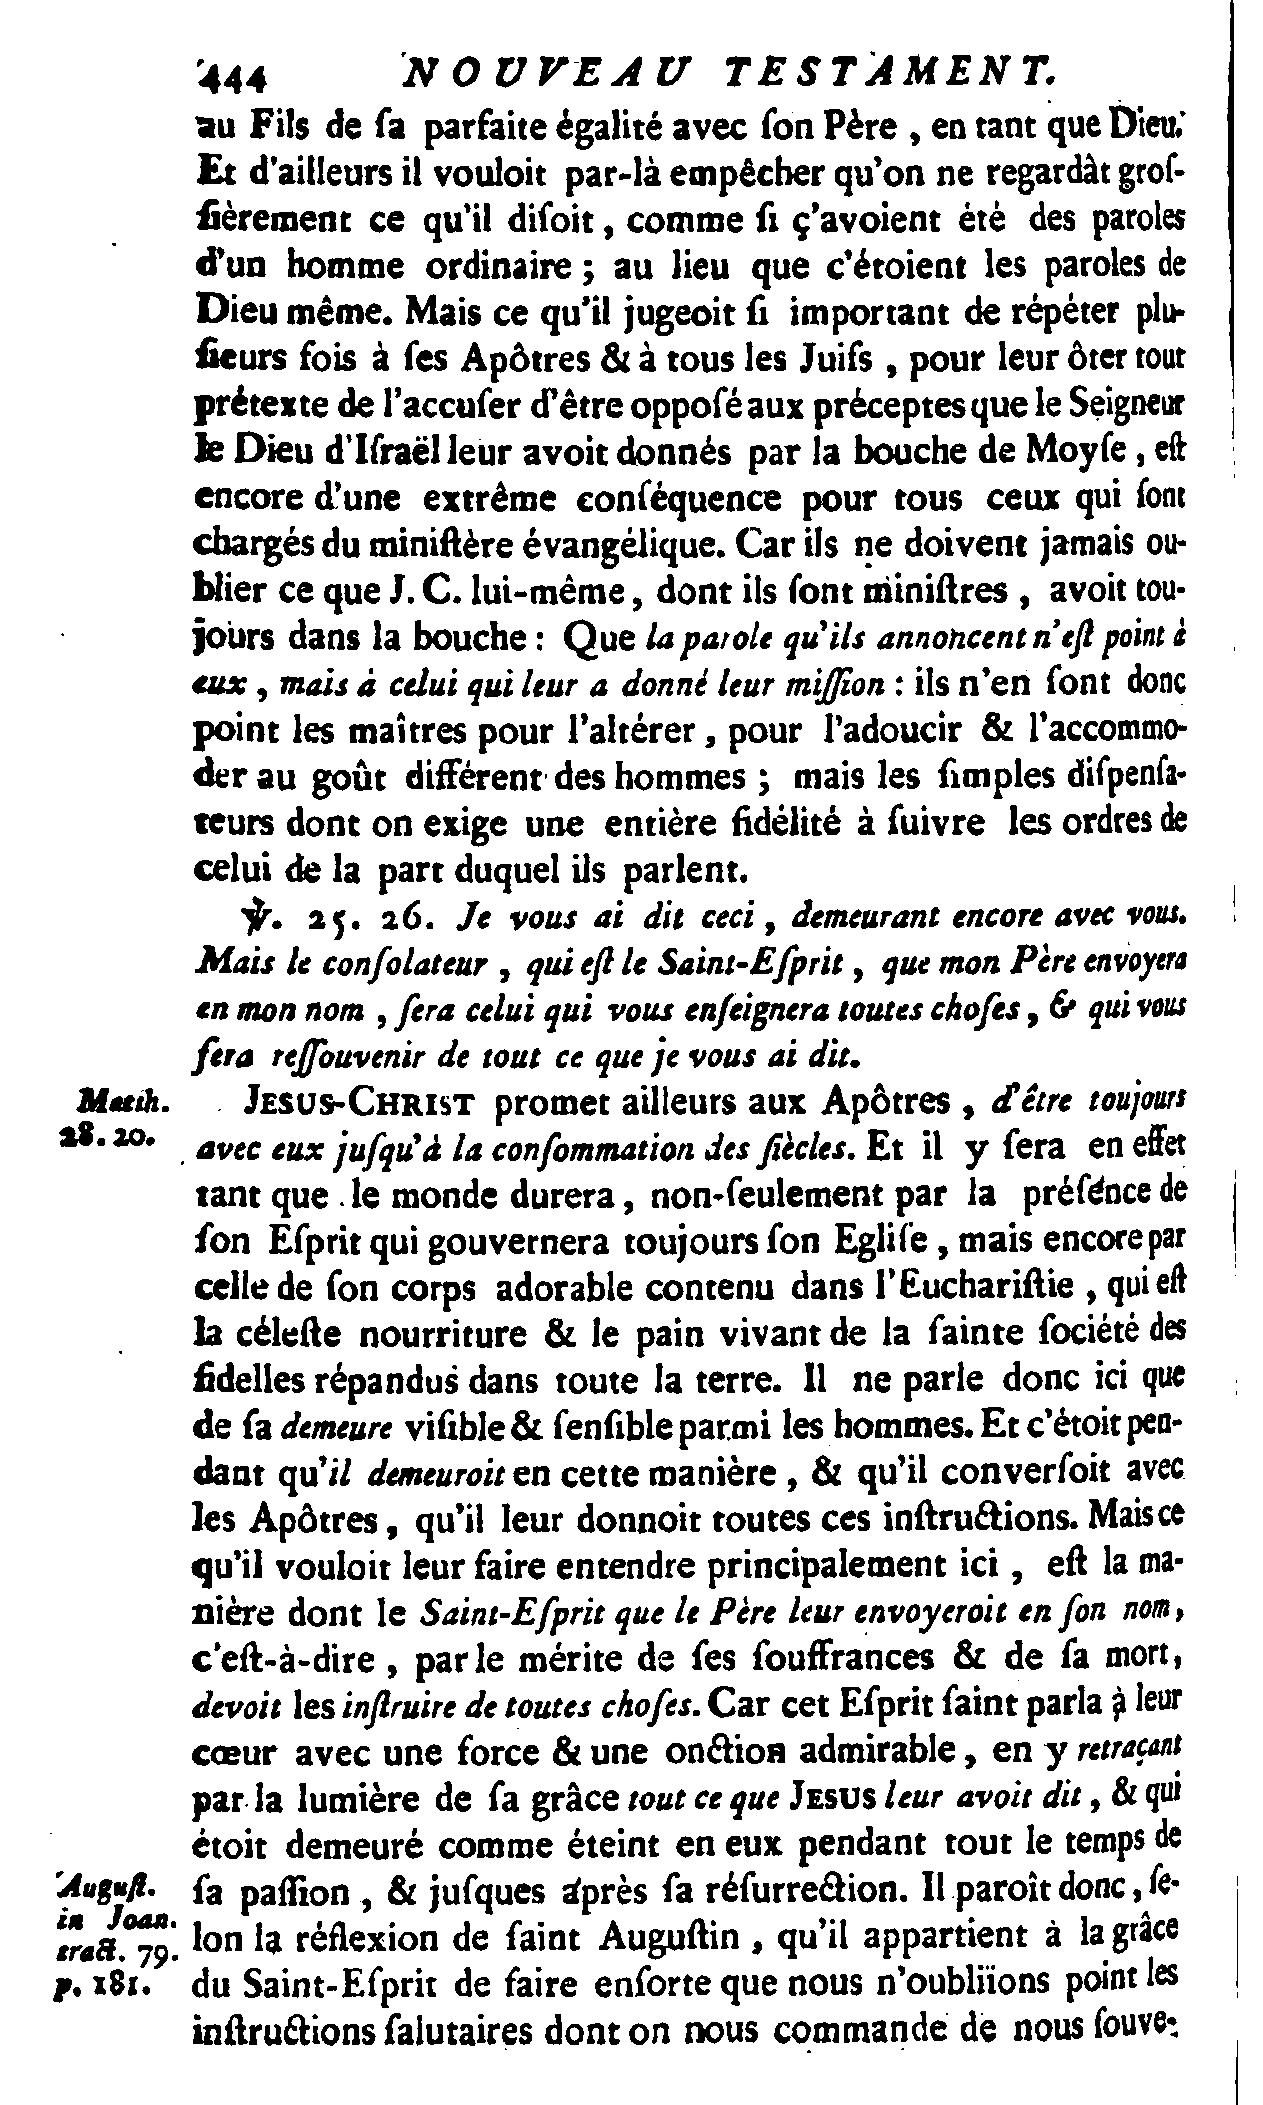 444 NOUVEAU TESTAMENT.
au Fils de ſa parfaite égalité avec ſon Père, en tant que Dieu.
Et d'ailleurs il vouloit par-là empêcher qu'on ne regardât groſ-
ſièrement ce qu'il diſoit, comme ſi ç'avoient été des paroles
d'un homme ordinaire ; au lieu que c'étoient les paroles de
Dieu même. Mais ce qu'il jugeoit ſi important de répéter plu-
ſieurs fois à ſes Apôtres & à tous les Juifs, pour leur ôter tout
prétexte de l'accuſer d'être oppoſé aux préceptes que le Seigneur
le Dieu d'Iſraël leur avoit donnés par la bouche de Moyſe, eſt
encore d'une extrême conſéquence pour tous ceux qui ſont
chargés du miniſtère évangélique. Car ils ne doivent jamais ou-
blier ce que J. C. lui-même, dont ils ſont miniſtres, avoit tou-
jours dans la bouche : Que la parole qu'ils annoncent n'eſt point à
eux, mais à celui qui leur a donné leur miſſion : ils n'en ſont donc
point les maîtres pour l'altérer, pour l'adoucir & l'accommo-
der au goût différent des hommes ; mais les ſimples diſpenſa-
teurs dont on exige une entière fidélité à ſuivre les ordres de
celui de la part duquel ils parlent.
℣. 25. 26. Je vous ai dit ceci, demeurant encore avec vous.
Mais le conſolateur, qui eſt le Saint-Eſprit, que mon Père envoyera
en mon nom, ſera celui qui vous enſeignera toutes choſes, & qui vous
fera reſſouvenir de tout ce que je vous ai dit.
Matth.
28. 20.
JESUS-CHRIST promet ailleurs aux Apôtres, d'être toujours
avec eux juſqu'à la conſommation des ſiècles. Et il y ſera en effet
tant que le monde durera, non-ſeulement par la préſence de
ſon Eſprit qui gouvernera toujours ſon Egliſe, mais encore par
celle de ſon corps adorable contenu dans l'Euchariſtie, qui eſt
la céleſte nourriture & le pain vivant de la ſainte ſociété des
fidelles répandus dans toute la terre. Il ne parle donc ici que
de ſa demeure viſible & ſenſible parmi les hommes. Et c'étoit pen-
dant qu'il demeuroit en cette manière, & qu'il converſoit avec
les Apôtres, qu'il leur donnoit toutes ces inſtructions. Mais ce
qu'il vouloit leur faire entendre principalement ici, eſt la ma-
nière dont le Saint-Eſprit que le Père leur envoyeroit en ſon nom,
c'eſt-à-dire, par le mérite de ſes ſouffrances & de ſa mort,
devoit les inſtruire de toutes choſes. Car cet Eſprit ſaint parla à leur
cœur avec une force & une onction admirable, en y retraçant
par la lumière de ſa grâce tout ce que JESUS leur avoit dit, & qui
étoit demeuré comme éteint en eux pendant tout le temps de
Auguſt.
in Joan.
tract. 79.
p. 181.
ſa paſſion, & juſques après ſa réſurrection. Il paroît donc, ſe-
lon la réflexion de ſaint Auguſtin, qu'il appartient à la grâce
du Saint-Eſprit de faire enſorte que nous n'oubliïons point les
inſtructions ſalutaires dont on nous commande de nous ſouve-